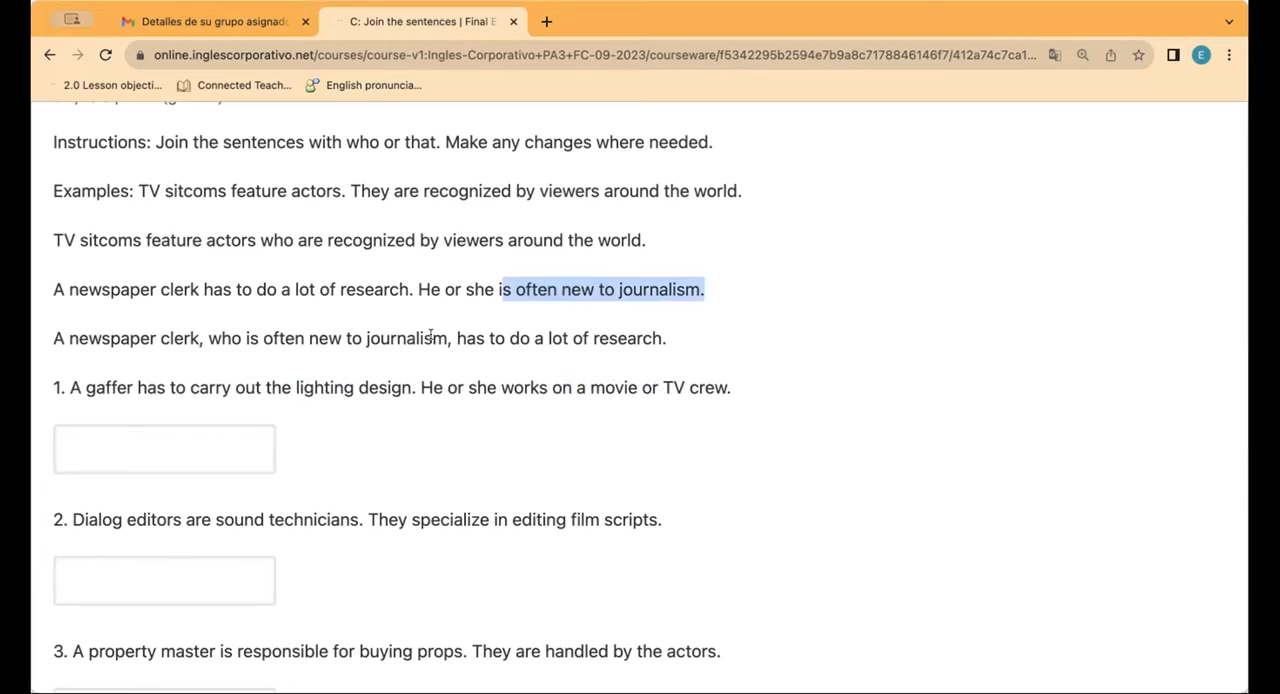 Detalles de su grupo asignado
C: Join the sentences | Final E
online.inglescorporativo.net/courses/course-v1:Ingles-Corporativo+PA3+FC-09-2023/courseware/f5342295b2594e7b9a8c7178846146f7/412a74c7ca1...
E
2.0 Lesson objecti...
Connected Teach...
English pronuncia...
Instructions: Join the sentences with who or that. Make any changes where needed.
Examples: TV sitcoms feature actors. They are recognized by viewers around the world.
TV sitcoms feature actors who are recognized by viewers around the world.
A newspaper clerk has to do a lot of research. He or she is often new to journalism.
A newspaper clerk, who is often new to journalism, has to do a lot of research.
1. A gaffer has to carry out the lighting design. He or she works on a movie or TV crew.
2. Dialog editors are sound technicians. They specialize in editing film scripts.
3. A property master is responsible for buying props. They are handled by the actors.